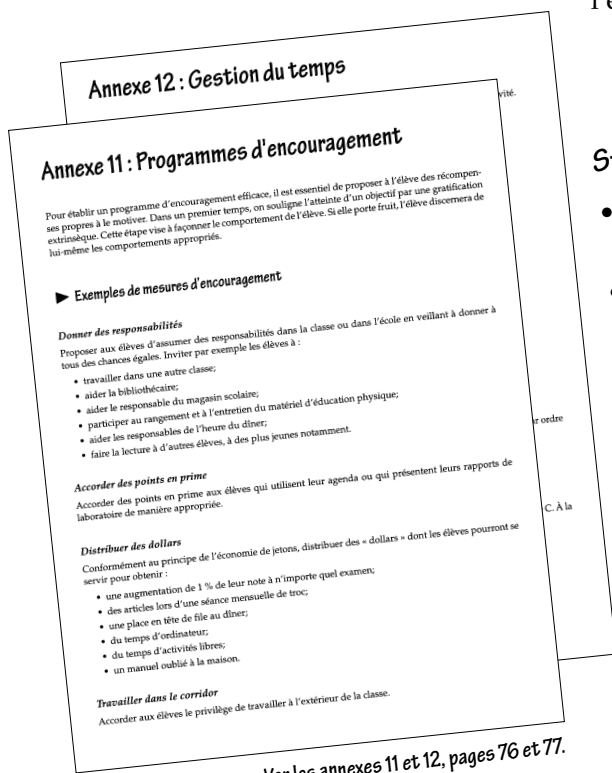 Annexe 12 : Gestion du temps
vité.
Annexe 11 : Programmes d'encouragement
Pour établir un programme d'encouragement efficace, il est essentiel de proposer à l'élève des récompen-
ses propres à le motiver. Dans un premier temps, on souligne l'atteinte d'un objectif par une gratification
extrinsèque. Cette étape vise à façonner le comportement de l'élève. Si elle porte fruit, l'élève discernera de
lui-même les comportements appropriés.
► Exemples de mesures d'encouragement
Donner des responsabilités
Proposer aux élèves d'assumer des responsabilités dans la classe ou dans l'école en veillant à donner à
tous des chances égales. Inviter par exemple les élèves à :
• travailler dans une autre classe;
• aider la bibliothécaire;
• aider le responsable du magasin scolaire;
• participer au rangement et à l'entretien du matériel d'éducation physique;
• aider les responsables de l'heure du dîner;
• faire la lecture à d'autres élèves, à des plus jeunes notamment.
r ordre
Accorder des points en prime
Accorder des points en prime aux élèves qui utilisent leur agenda ou qui présentent leurs rapports de
laboratoire de manière appropriée.
C. À la
Distribuer des dollars
Conformément au principe de l'économie de jetons, distribuer des « dollars » dont les élèves pourront se
servir pour obtenir :
• une augmentation de 1 % de leur note à n'importe quel examen;
• des articles lors d'une séance mensuelle de troc;
• une place en tête de file au dîner;
• du temps d'ordinateur;
• du temps d'activités libres;
• un manuel oublié à la maison.
Travailler dans le corridor
Accorder aux élèves le privilège de travailler à l'extérieur de la classe.
les annexes 11 et 12, pages 76 et 77.